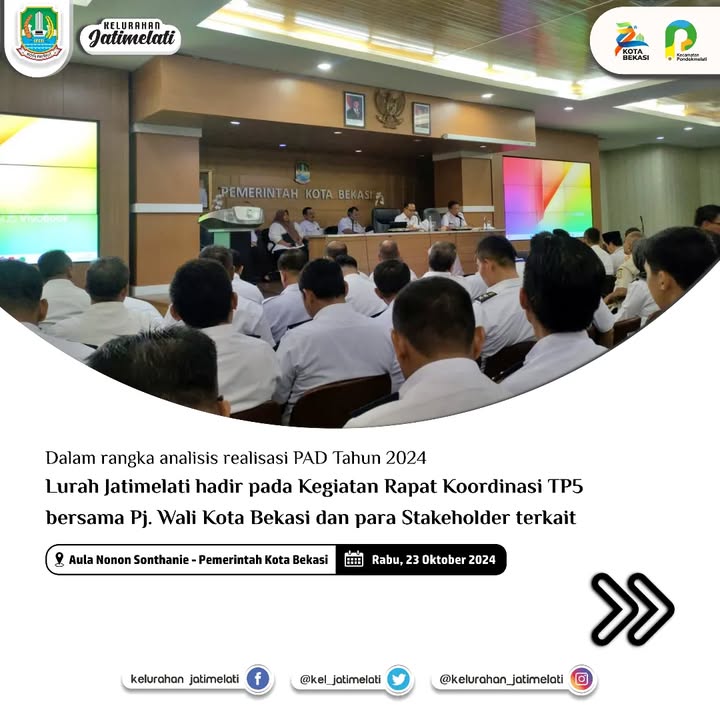 KELURAHAN
Jatimelati
KOTA
BEKASI
Kecamatan
Pondokmelati
PEMERINTAH KOTA BEKASI
Dalam rangka analisis realisasi PAD Tahun 2024
Lurah Jatimelati hadir pada Kegiatan Rapat Koordinasi TP5
bersama Pj. Wali Kota Bekasi dan para Stakeholder terkait
Aula Nonon Sonthanie - Pemerintah Kota Bekasi
Rabu, 23 Oktober 2024
kelurahan jatimelati
@kel_jatimelati
@kelurahan_jatimelati